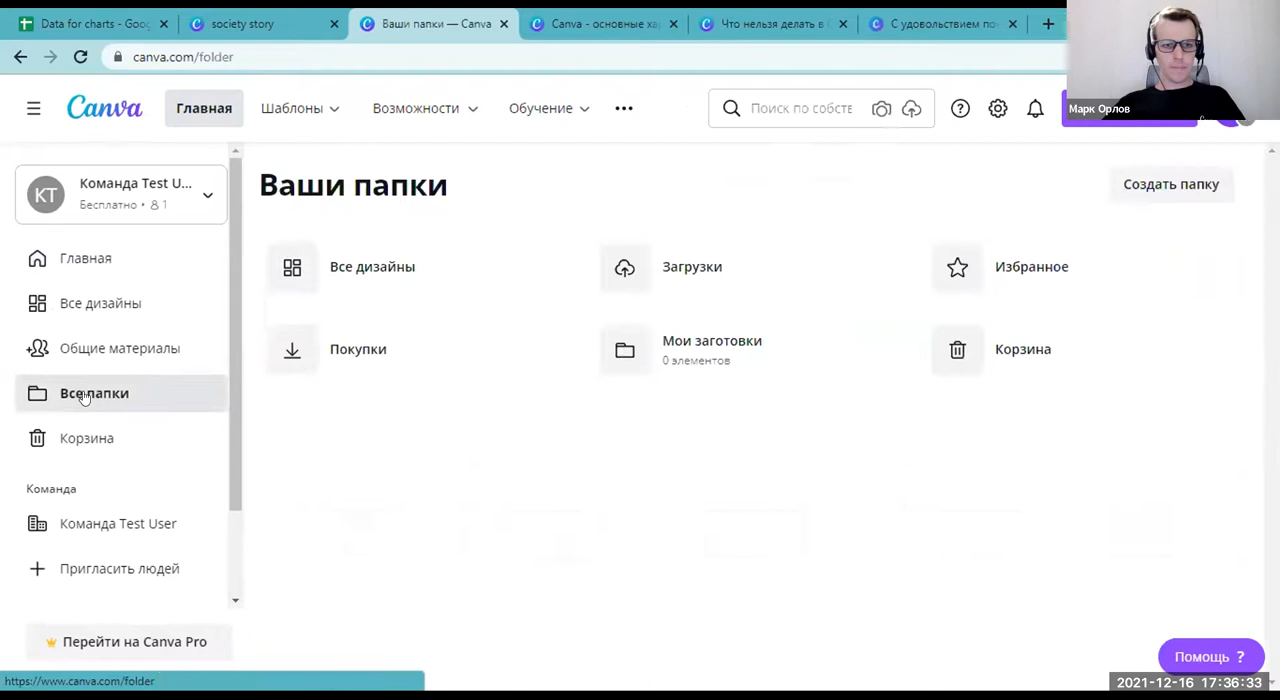 Data for charts - Goo
society story
Ваши папки — Canva
Canva - основные ха
Что нельзя делать в
С удовольствием по
canva.com/folder
Марк Орлов
Canva
Главная
Шаблоны
Возможности
Обучение
Поиск по собстве
KT
Команда Test U...
Бесплатно • 1
Ваши папки
Создать папку
Главная
Все дизайны
Общие материалы
Все папки
Корзина
Команда
Команда Test User
Пригласить людей
Перейти на Canva Pro
Все дизайны
Загрузки
Избранное
Покупки
Мои заготовки
0 элементов
Корзина
Помощь ?
https://www.canva.com/folder
2021-12-16 17:36:33